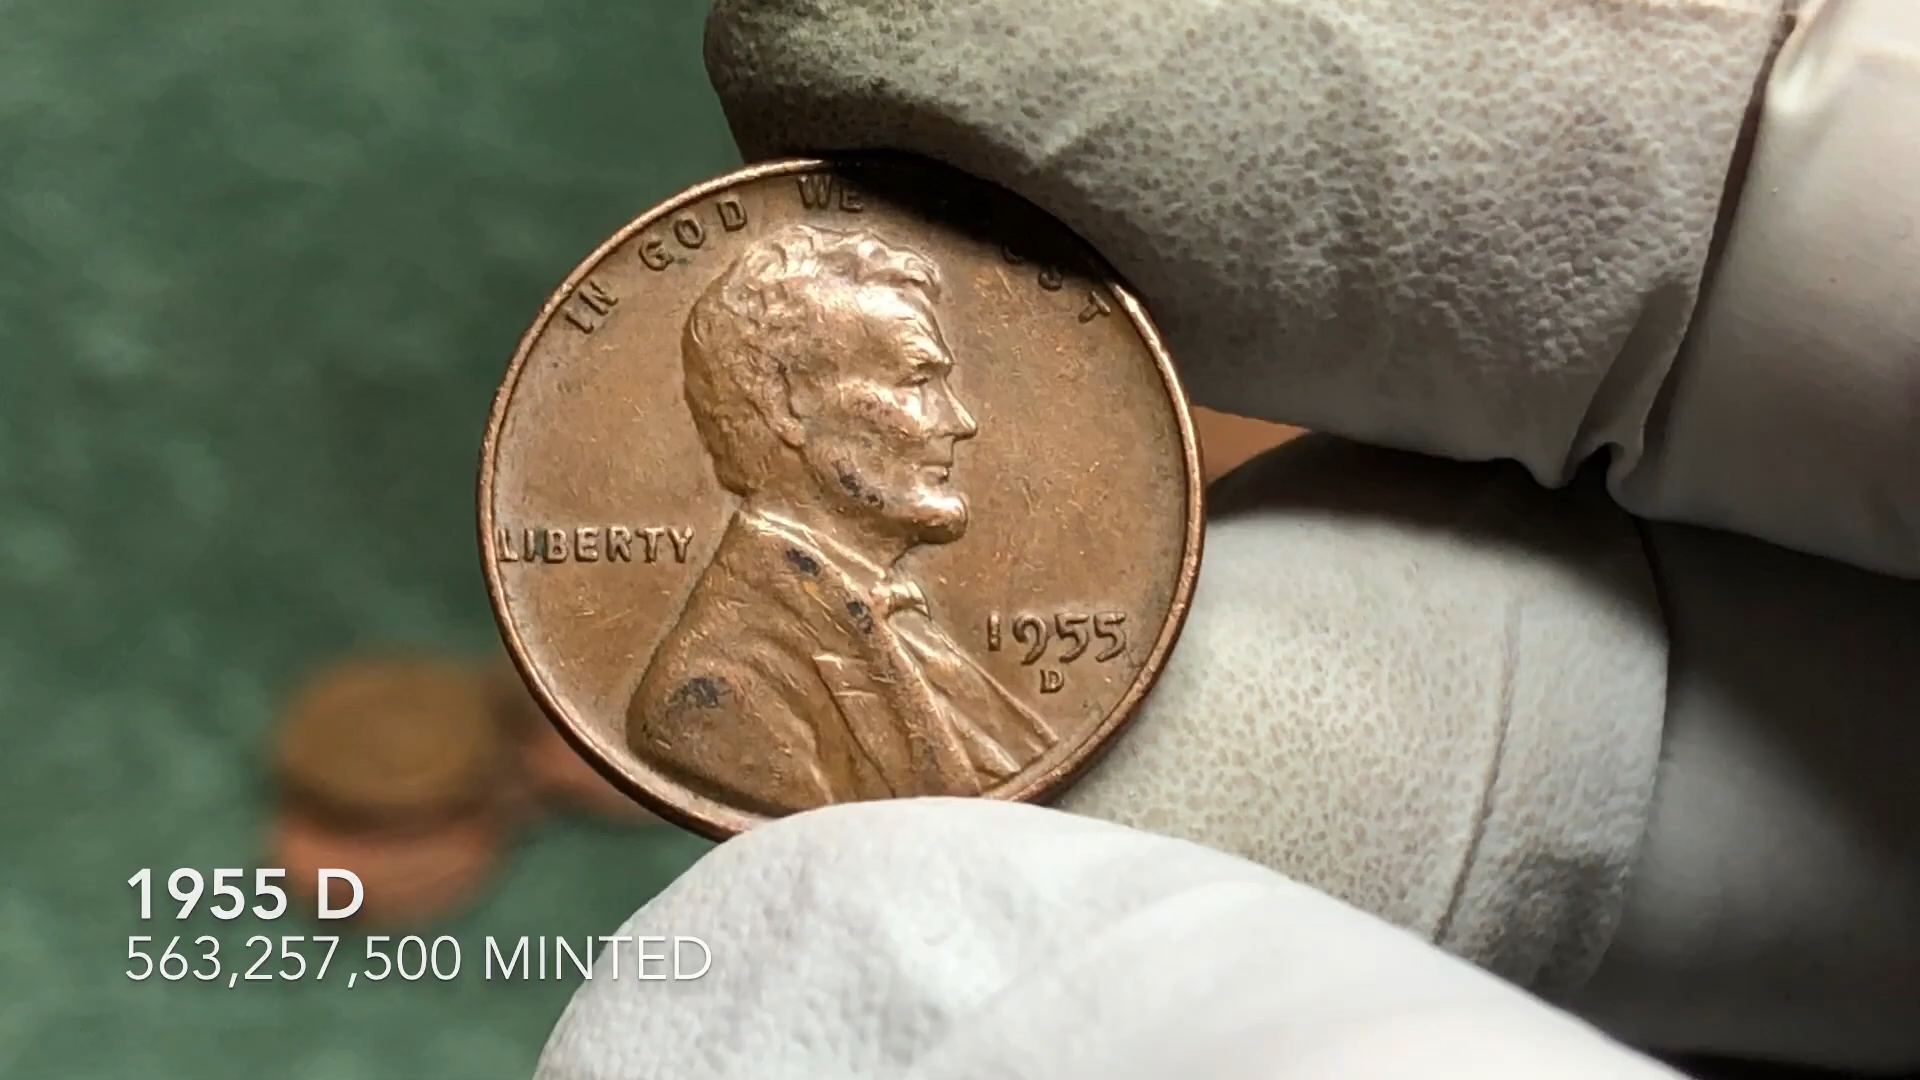 IN GOD WE
LIBERTY
1955
D
1955 D
563,257,500 MINTED